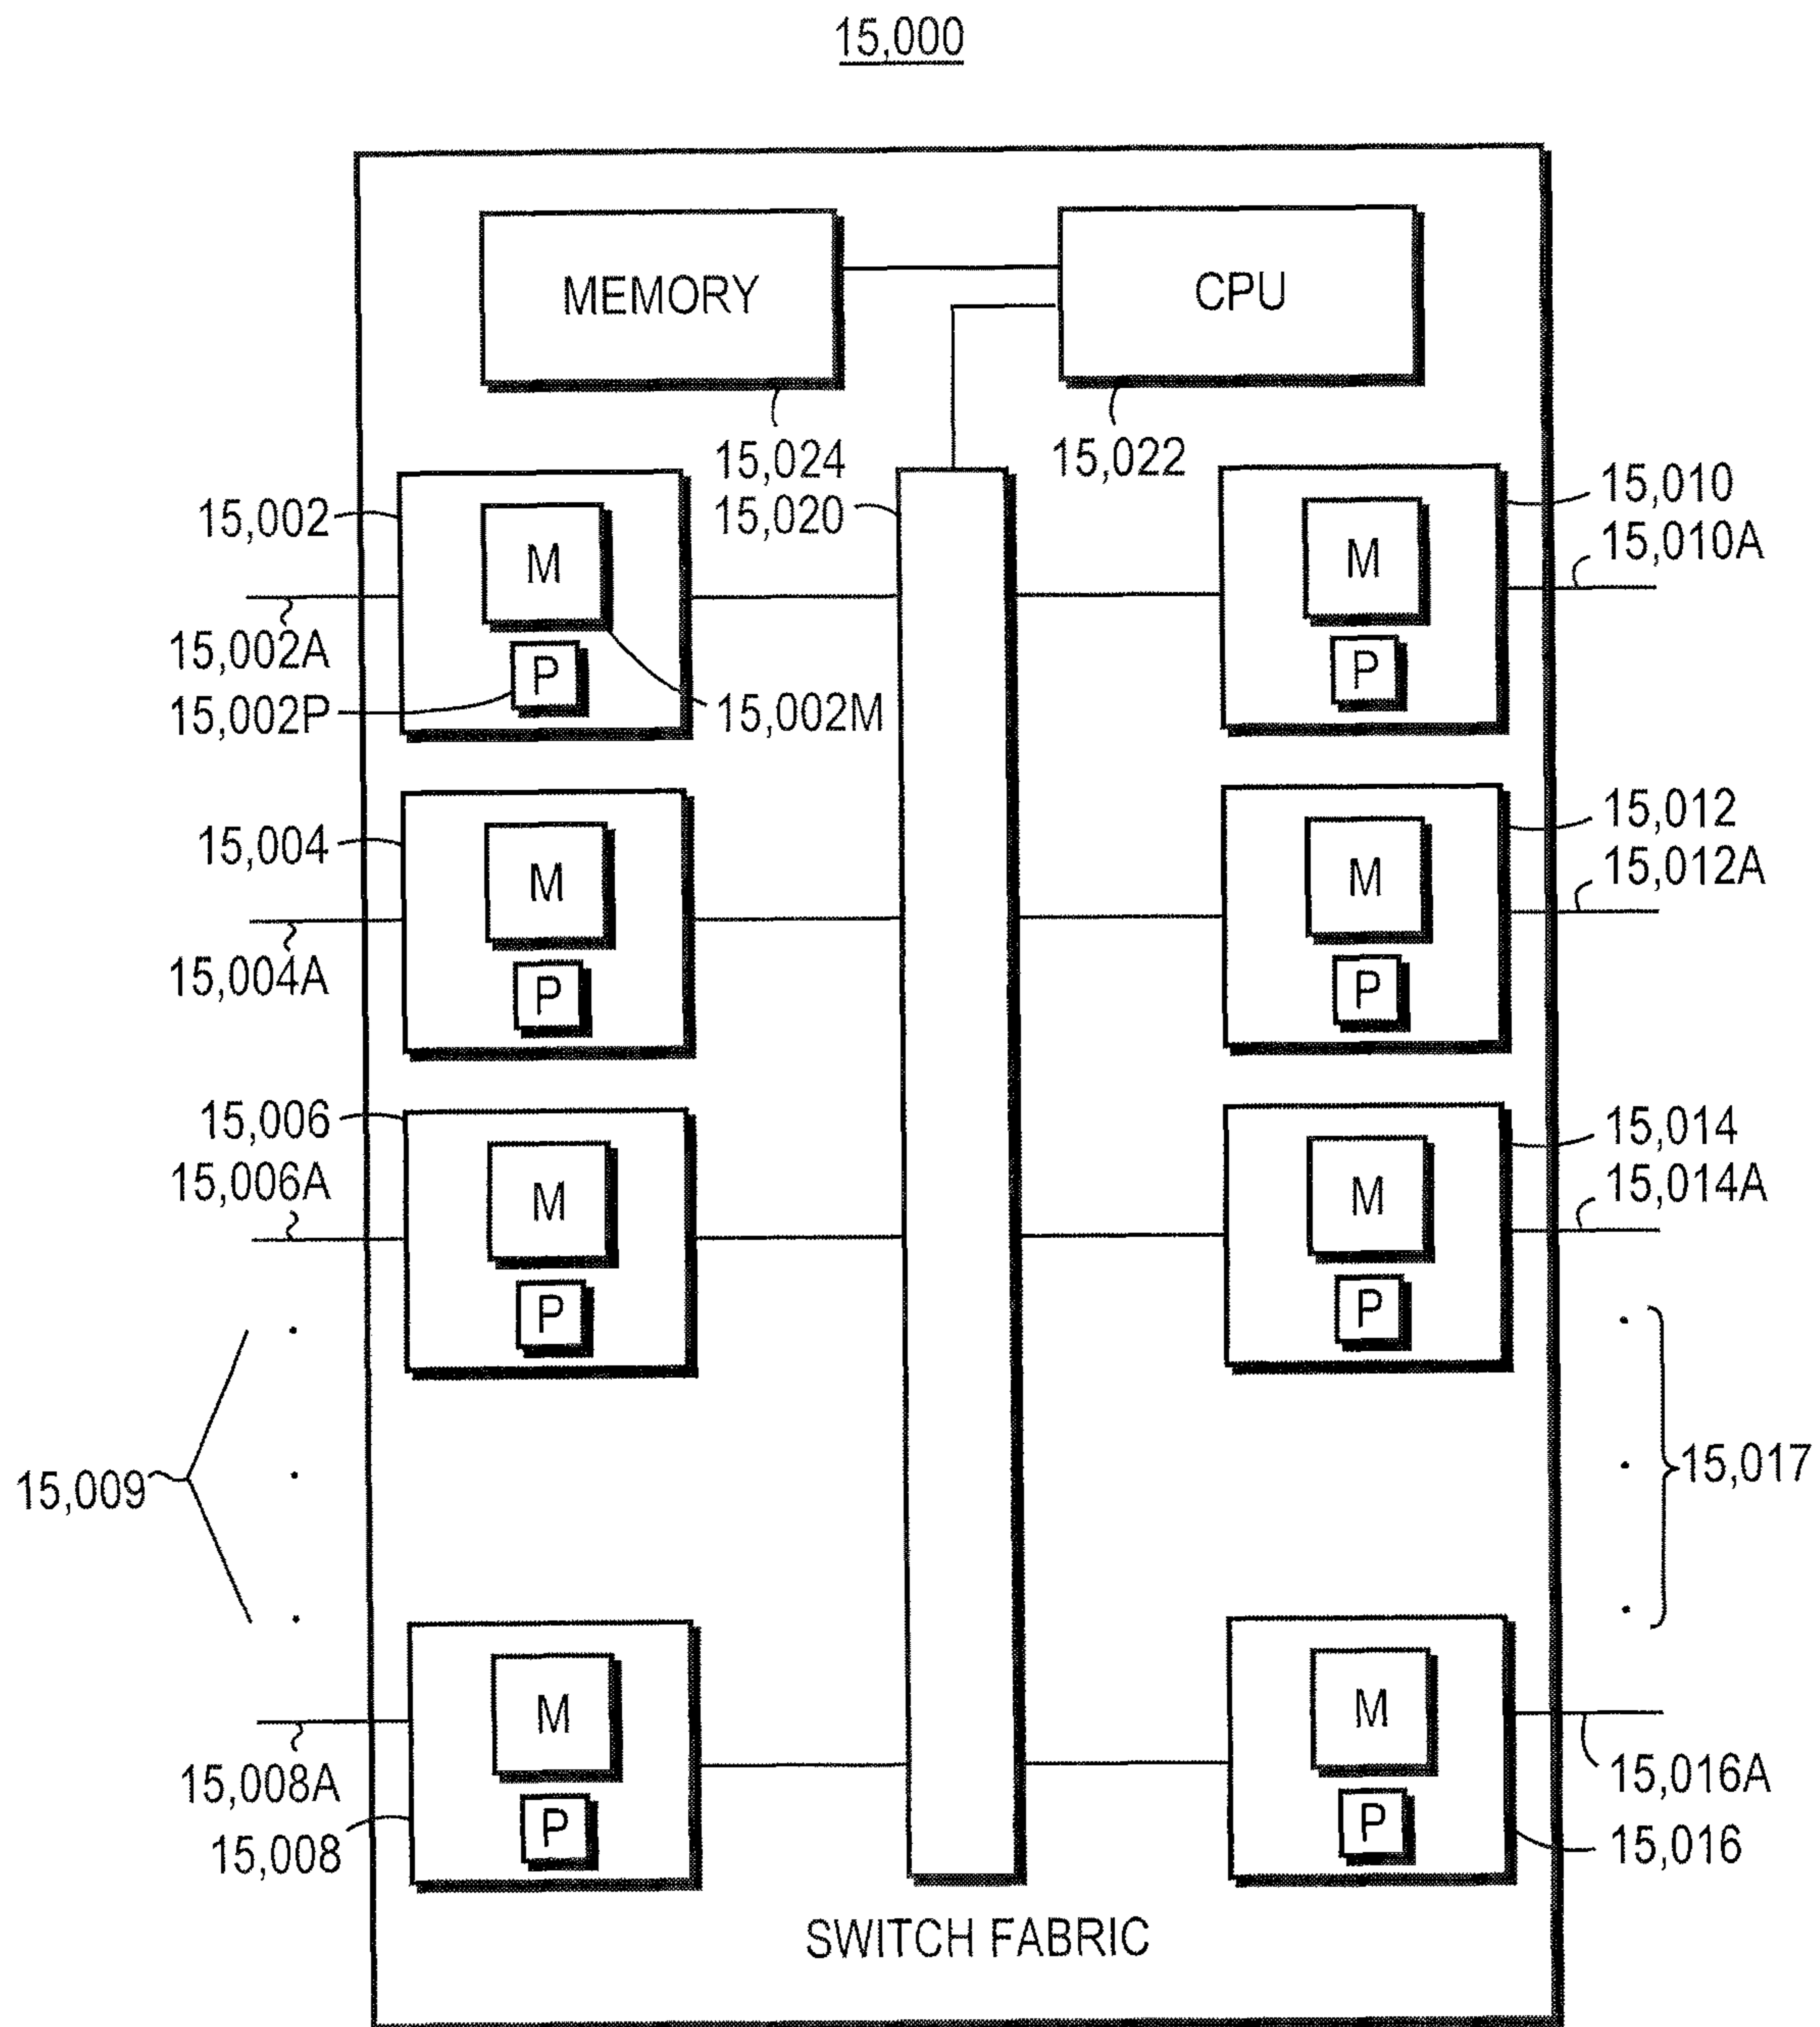 15,000
MEMORY
CPU
15,024
15,022
15,020
15,002
M
P
15,002A
15,002P
15,002M
15,010
15,010A
M
P
15,004
M
P
15,004A
15,012
15,012A
M
P
15,006
15,006A
M
P
15,014
15,014A
M
P
15,009
15,017
M
P
15,008A
15,008
M
P
15,016A
15,016
SWITCH FABRIC